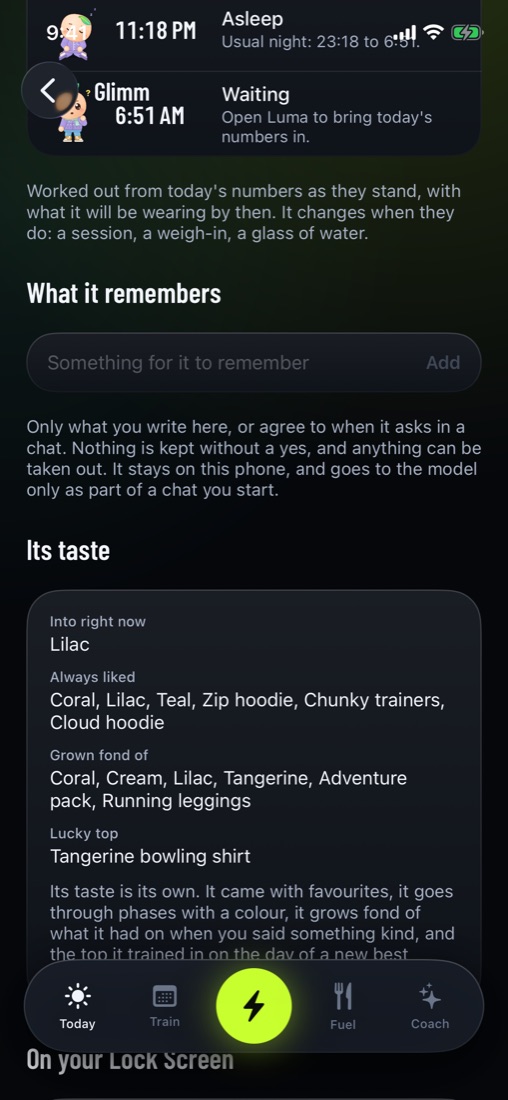 11:18 PM
Asleep
Usual night: 23:18 to 6:51.
Glimm
6:51 AM
Waiting
Open Luma to bring today's
numbers in.
Worked out from today's numbers as they stand, with
what it will be wearing by then. It changes when they
do: a session, a weigh-in, a glass of water.
What it remembers
Something for it to remember
Add
Only what you write here, or agree to when it asks in a
chat. Nothing is kept without a yes, and anything can be
taken out. It stays on this phone, and goes to the model
only as part of a chat you start.
Its taste
Into right now
Lilac
Always liked
Coral, Lilac, Teal, Zip hoodie, Chunky trainers,
Cloud hoodie
Grown fond of
Coral, Cream, Lilac, Tangerine, Adventure
pack, Running leggings
Lucky top
Tangerine bowling shirt
Its taste is its own. It came with favourites, it goes
through phases with a colour, it grows fond of
what it had on when you said something kind, and
the top it trained in on the day of a new best
Today
Train
Fuel
Coach
On your Lock Screen